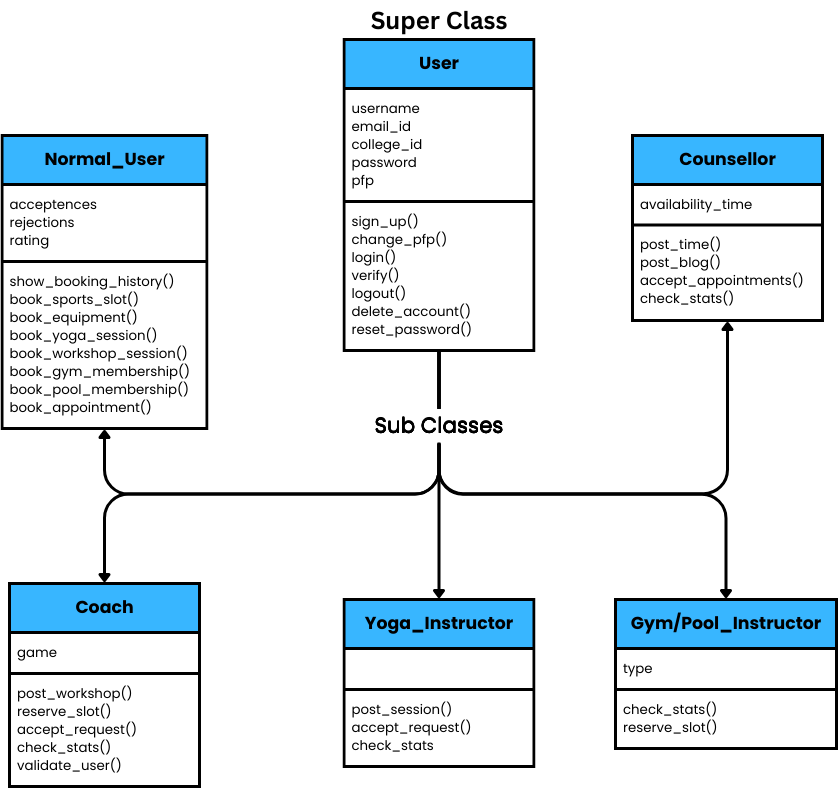 Super Class
User
username
email_id
college_id
password
pfp
sign_up()
change_pfp()
login()
verify()
logout()
delete_account()
reset_password()
Normal_User
acceptences
rejections
rating
show_booking_history()
book_sports_slot()
book_equipment()
book_yoga_session()
book_workshop_session()
book_gym_membership()
book_pool_membership()
book_appointment()
Counsellor
availability_time
post_time()
post_blog()
accept_appointments()
check_stats()
Sub Classes
Coach
game
post_workshop()
reserve_slot()
accept_request()
check_stats()
validate_user()
Yoga_Instructor
post_session()
accept_request()
check_stats
Gym/Pool_Instructor
type
check_stats()
reserve_slot()